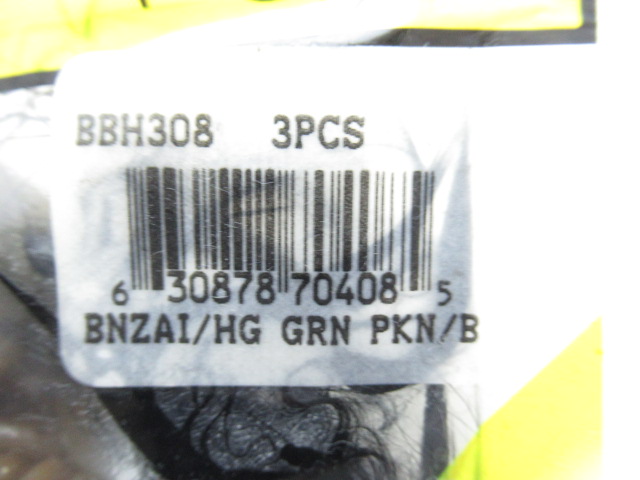 BBH308 3PCS
6 30878 70408 5
BNZAI/HG GRN PKN/B